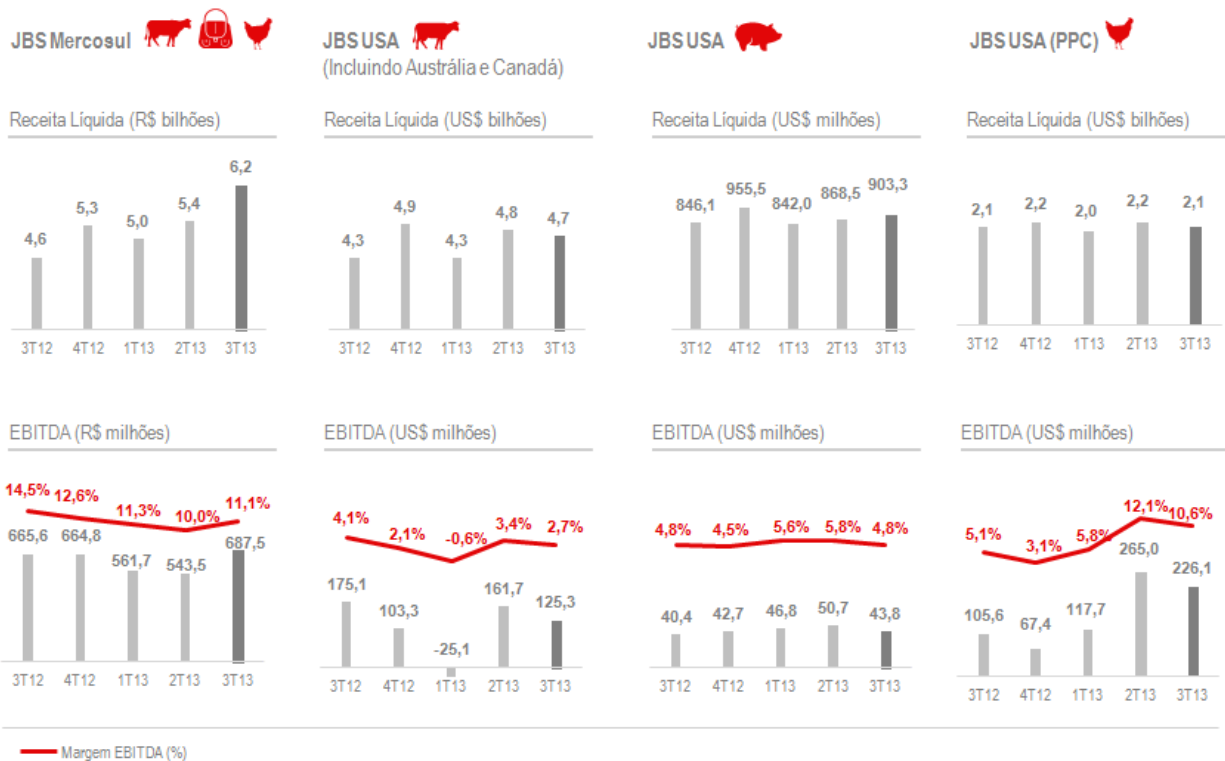 JBS Mercosul
JBS USA
(Incluindo Austrália e Canadá)
JBS USA
JBS USA (PPC)
Receita Líquida (R$ bilhões)
4,6
5,3
5,0
5,4
6,2
3T12 4T12 1T13 2T13 3T13
Receita Líquida (US$ bilhões)
4,3
4,9
4,3
4,8
4,7
3T12 4T12 1T13 2T13 3T13
Receita Líquida (US$ milhões)
846,1
955,5
842,0
868,5
903,3
3T12 4T12 1T13 2T13 3T13
Receita Líquida (US$ bilhões)
2,1
2,2
2,0
2,2
2,1
3T12 4T12 1T13 2T13 3T13
EBITDA (R$ milhões)
14,5% 12,6% 11,3% 10,0% 11,1%
665,6 664,8 561,7 543,5 687,5
3T12 4T12 1T13 2T13 3T13
EBITDA (US$ milhões)
4,1% 2,1% -0,6% 3,4% 2,7%
175,1 103,3 -25,1 161,7 125,3
3T12 4T12 1T13 2T13 3T13
EBITDA (US$ milhões)
4,8% 4,5% 5,6% 5,8% 4,8%
40,4 42,7 46,8 50,7 43,8
3T12 4T12 1T13 2T13 3T13
EBITDA (US$ milhões)
5,1% 3,1% 5,8% 12,1% 10,6%
105,6 67,4 117,7 265,0 226,1
3T12 4T12 1T13 2T13 3T13
Margem EBITDA (%)